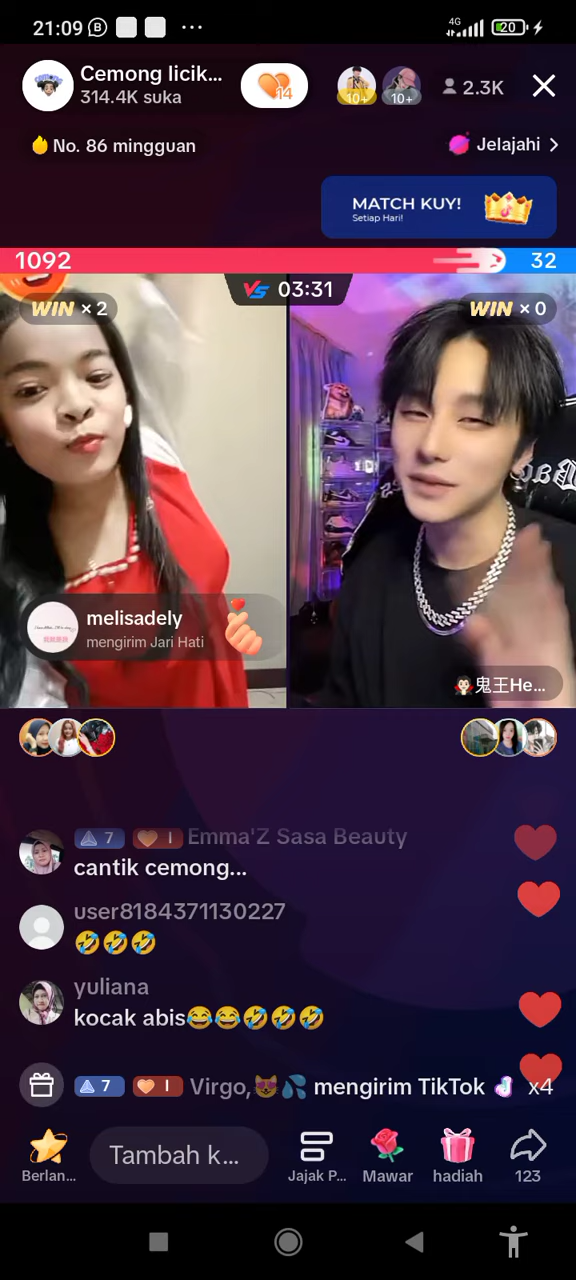 21:09
4G
20
Cemong licik...
314.4K suka
14
10+
10+
2.3K
No. 86 mingguan
Jelajahi
MATCH KUY!
Setiap Hari!
1092
32
VS 03:31
WIN × 2
WIN × 0
melisadely
mengirim Jari Hati
鬼王He...
7 I Emma'Z Sasa Beauty
cantik cemong...
user8184371130227
🤣🤣🤣
yuliana
kocak abis😂😂🤣🤣🤣
7 I Virgo,😻💦 mengirim TikTok x4
Berlan...
Tambah k...
Jajak P...
Mawar
hadiah
123